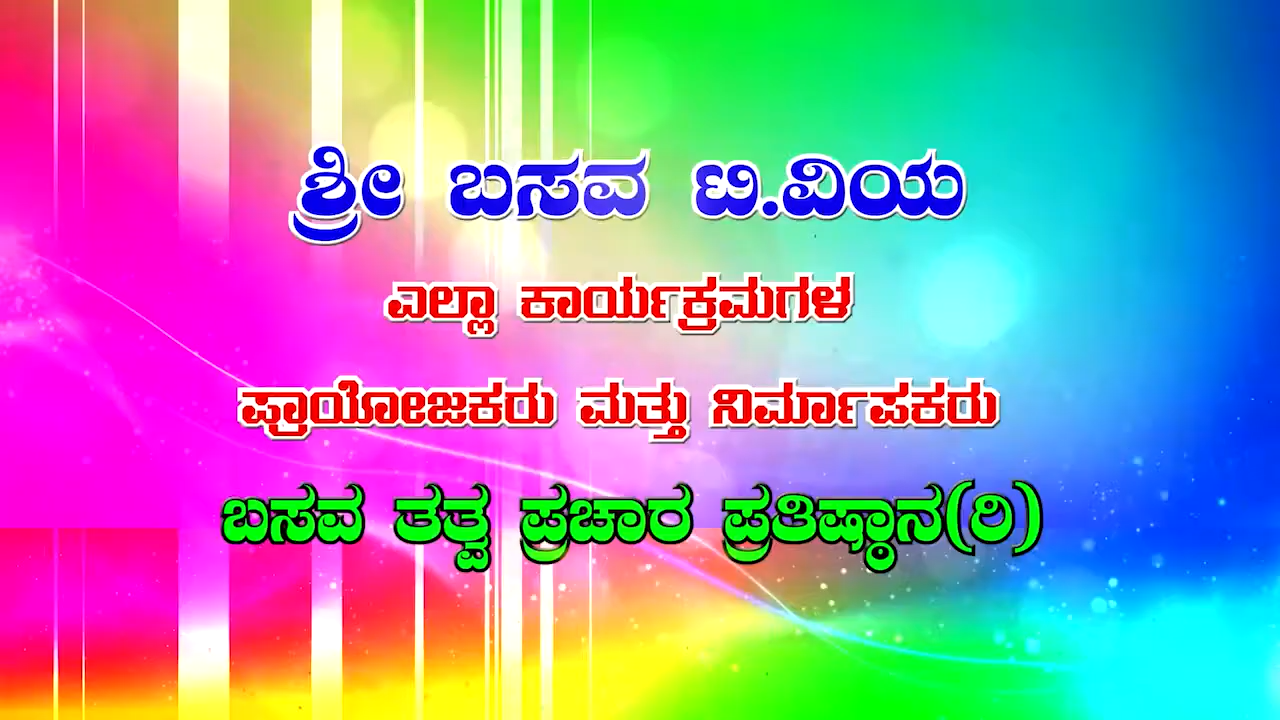 ಶ್ರೀ ಬಸವ ಟಿ.ವಿಯ
ಎಲ್ಲಾ ಕಾರ್ಯಕ್ರಮಗಳ
ಪ್ರಾಯೋಜಕರು ಮತ್ತು ನಿರ್ಮಾಪಕರು
ಬಸವ ತತ್ವ ಪ್ರಚಾರ ಪ್ರತಿಷ್ಠಾನ(ರಿ)